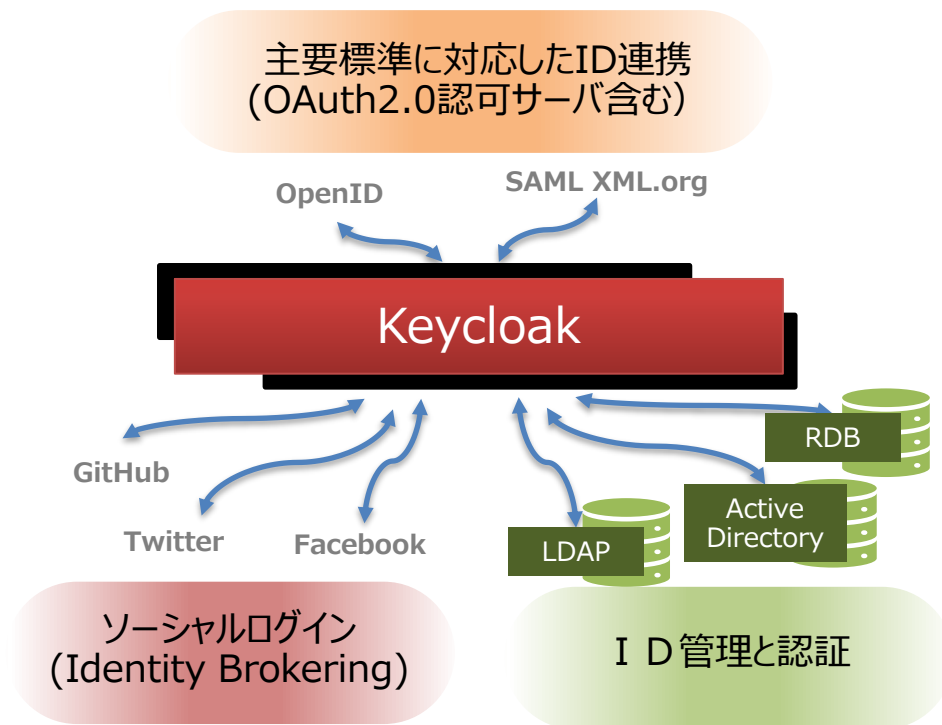 主要標準に対応したID連携
(OAuth2.0認可サーバ含む）
OpenID
SAML XML.org
Keycloak
GitHub
Twitter
Facebook
RDB
Active
Directory
LDAP
ソーシャルログイン
(Identity Brokering)
ＩＤ管理と認証